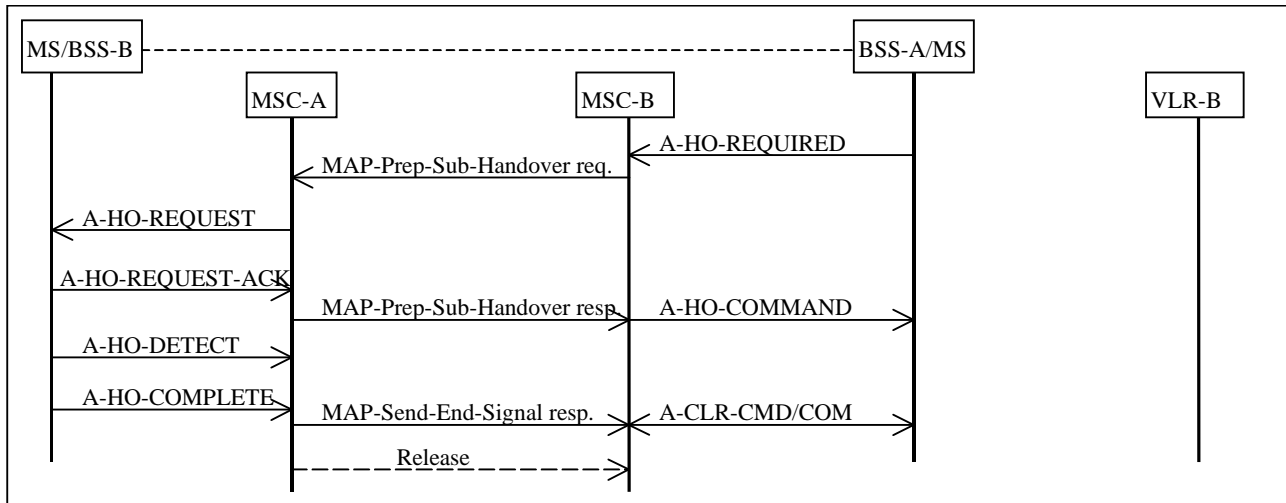 MS/BSS-B
BSS-A/MS
MSC-A
MSC-B
VLR-B
A-HO-REQUIRED
MAP-Prep-Sub-Handover req.
A-HO-REQUEST
A-HO-REQUEST-ACK
MAP-Prep-Sub-Handover resp.
A-HO-COMMAND
A-HO-DETECT
A-HO-COMPLETE
MAP-Send-End-Signal resp.
A-CLR-CMD/COM
Release